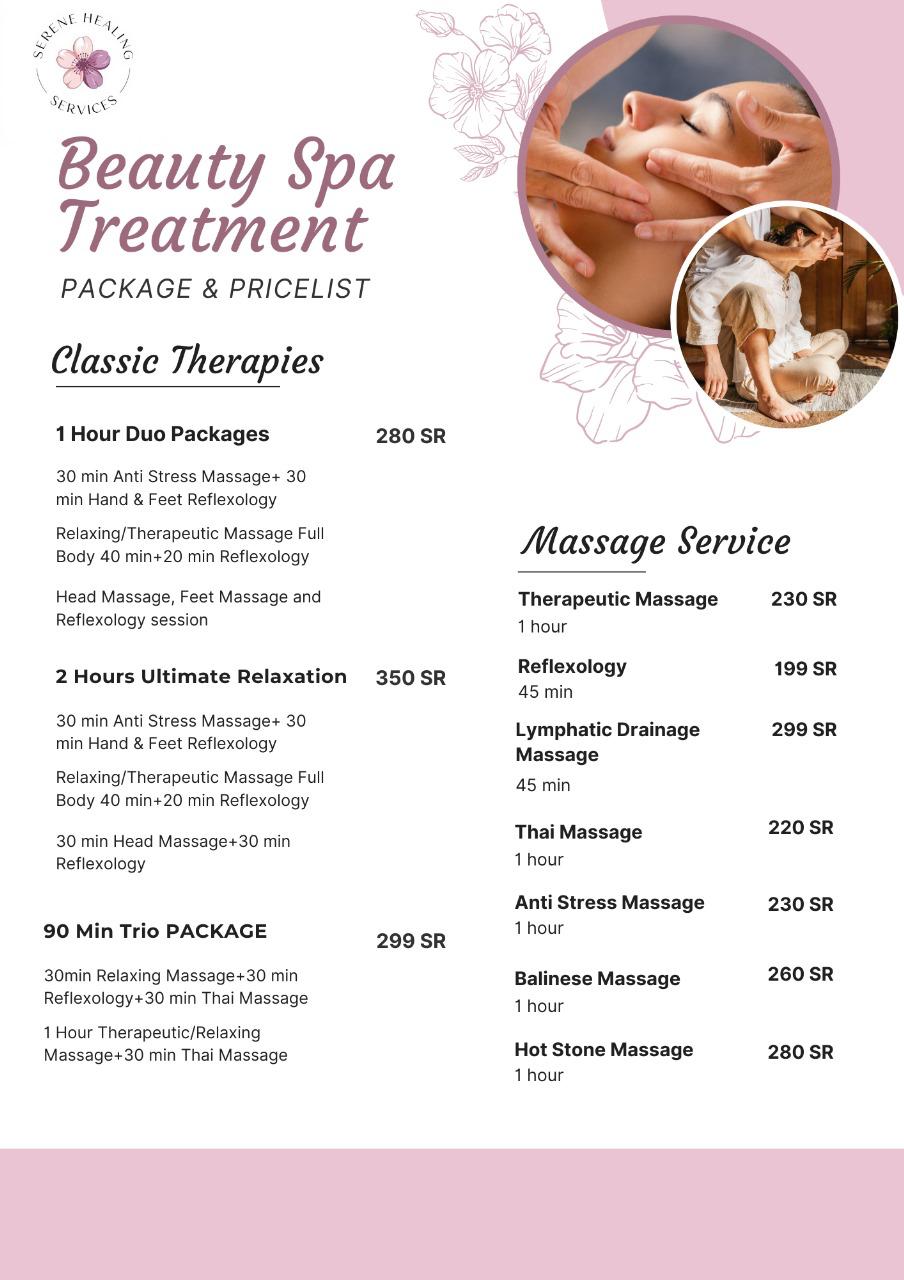 SERENE HEALING
SERVICES
Beauty Spa
Treatment
PACKAGE & PRICELIST
Classic Therapies
1 Hour Duo Packages 280 SR
30 min Anti Stress Massage+ 30
min Hand & Feet Reflexology
Relaxing/Therapeutic Massage Full
Body 40 min+20 min Reflexology
Head Massage, Feet Massage and
Reflexology session
2 Hours Ultimate Relaxation 350 SR
30 min Anti Stress Massage+ 30
min Hand & Feet Reflexology
Relaxing/Therapeutic Massage Full
Body 40 min+20 min Reflexology
30 min Head Massage+30 min
Reflexology
90 Min Trio PACKAGE 299 SR
30min Relaxing Massage+30 min
Reflexology+30 min Thai Massage
1 Hour Therapeutic/Relaxing
Massage+30 min Thai Massage
Massage Service
Therapeutic Massage 230 SR
1 hour
Reflexology 199 SR
45 min
Lymphatic Drainage 299 SR
Massage
45 min
Thai Massage 220 SR
1 hour
Anti Stress Massage 230 SR
1 hour
Balinese Massage 260 SR
1 hour
Hot Stone Massage 280 SR
1 hour